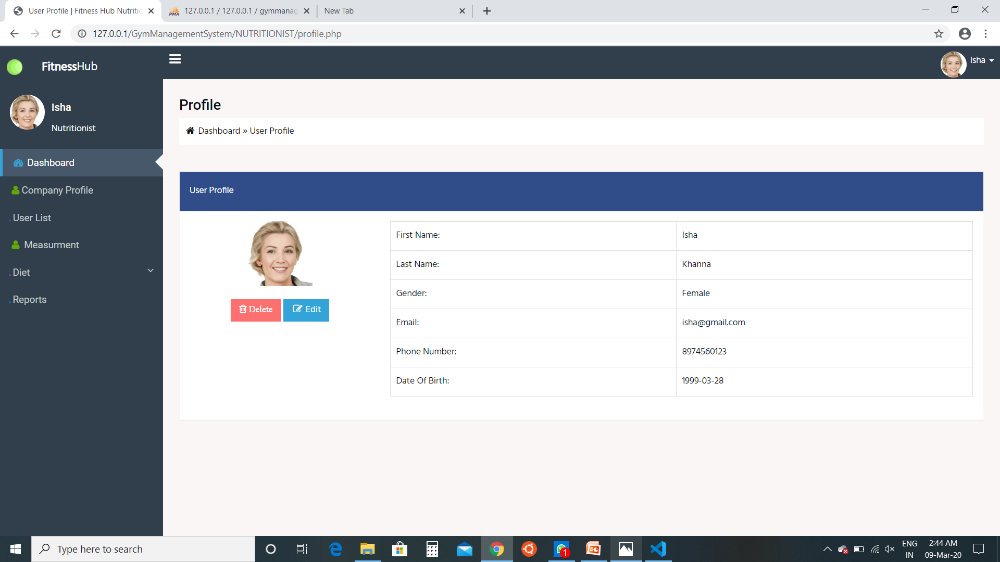 User Profile | Fitness Hub Nutritic
127.0.0.1 / 127.0.0.1 / gymmanag
New Tab
127.0.0.1/GymManagementSystem/NUTRITIONIST/profile.php
FitnessHub
Isha
Isha
Nutritionist
Dashboard
Company Profile
User List
Measurment
Diet
Reports
Profile
Dashboard » User Profile
User Profile
Delete
Edit
First Name: Isha
Last Name: Khanna
Gender: Female
Email: isha@gmail.com
Phone Number: 8974560123
Date Of Birth: 1999-03-28
Type here to search
1
ENG
IN
2:44 AM
09-Mar-20